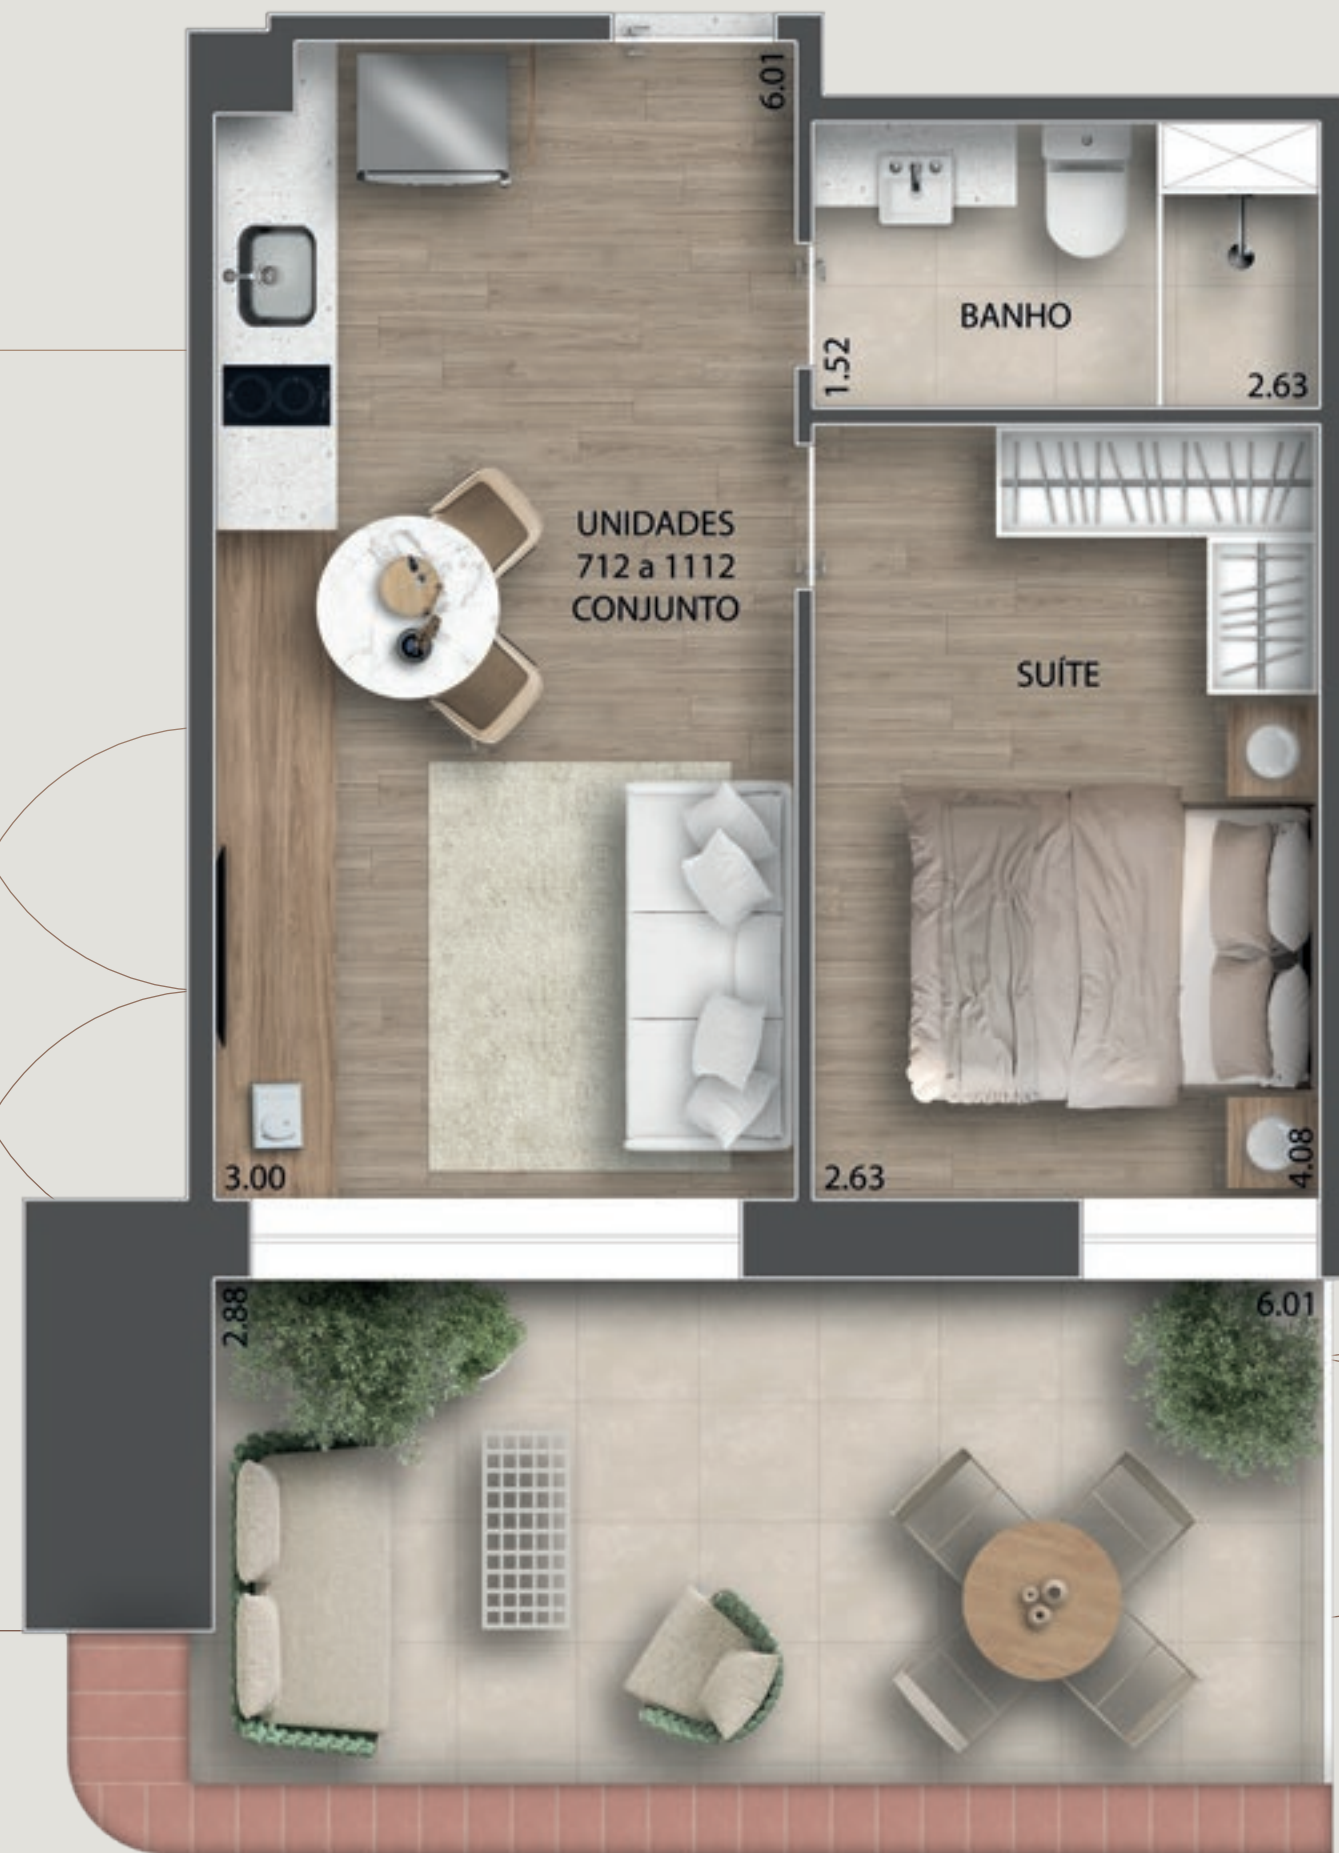 6.01
BANHO
1.52
2.63
UNIDADES
712 a 1112
CONJUNTO
SUÍTE
3.00
2.63
4.08
2.88
6.01